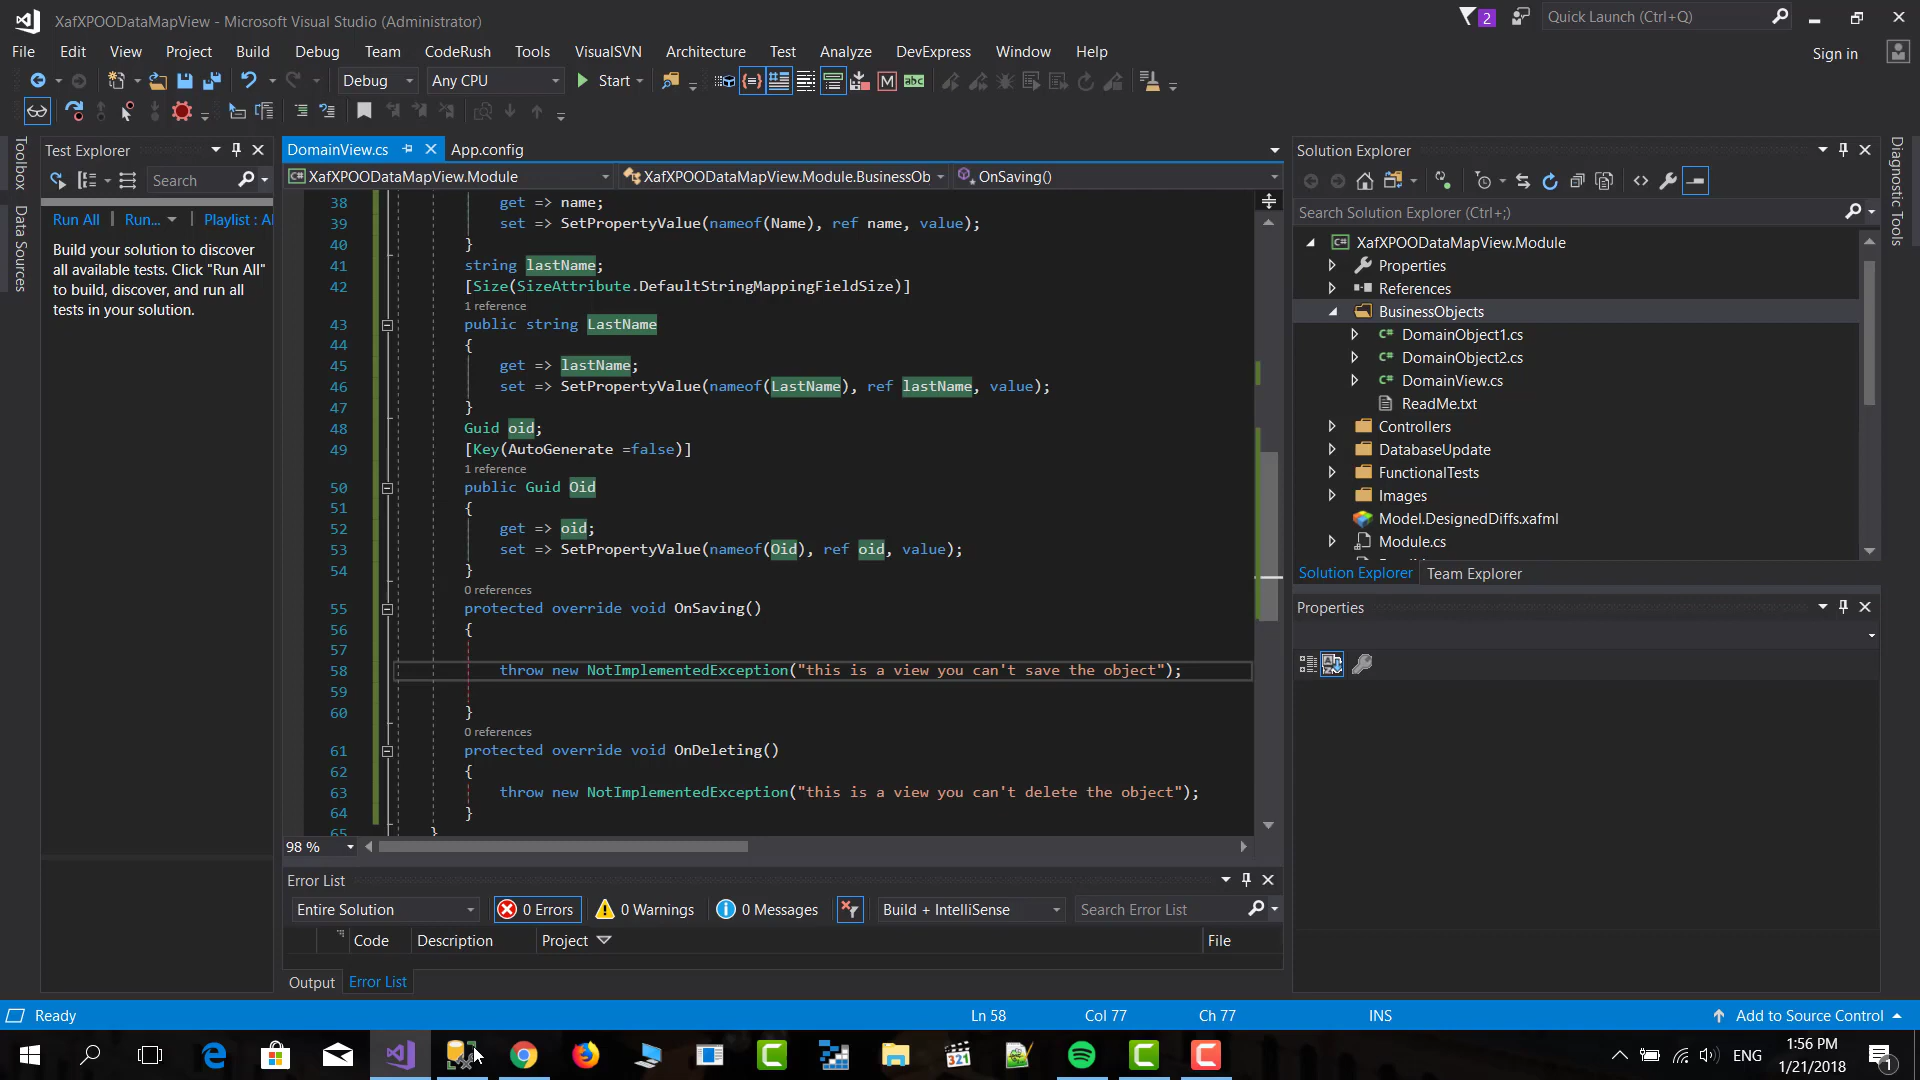 XafXPOODataMapView - Microsoft Visual Studio (Administrator)
2
Quick Launch (Ctrl+Q)
File Edit View Project Build Debug Team CodeRush Tools VisualSVN Architecture Test Analyze DevExpress Window Help
Sign in
Debug Any CPU Start
Toolbox
Data Sources
Test Explorer
Search
Run All | Run... | Playlist : Al
Build your solution to discover
all available tests. Click "Run All"
to build, discover, and run all
tests in your solution.
DomainView.cs App.config
XafXPOODataMapView.Module XafXPOODataMapView.Module.BusinessOb OnSaving()
38 get => name;
39 set => SetPropertyValue(nameof(Name), ref name, value);
40 }
41 string lastName;
42 [Size(SizeAttribute.DefaultStringMappingFieldSize)]
1 reference
43 public string LastName
44 {
45 get => lastName;
46 set => SetPropertyValue(nameof(LastName), ref lastName, value);
47 }
48 Guid oid;
49 [Key(AutoGenerate =false)]
1 reference
50 public Guid Oid
51 {
52 get => oid;
53 set => SetPropertyValue(nameof(Oid), ref oid, value);
54 }
0 references
55 protected override void OnSaving()
56 {
57
58 throw new NotImplementedException("this is a view you can't save the object");
59
60 }
0 references
61 protected override void OnDeleting()
62 {
63 throw new NotImplementedException("this is a view you can't delete the object");
64 }
65 }
98 %
Error List
Entire Solution 0 Errors 0 Warnings 0 Messages Build + IntelliSense Search Error List
Code Description Project File
Output Error List
Solution Explorer
Search Solution Explorer (Ctrl+;)
XafXPOODataMapView.Module
Properties
References
BusinessObjects
DomainObject1.cs
DomainObject2.cs
DomainView.cs
ReadMe.txt
Controllers
DatabaseUpdate
FunctionalTests
Images
Model.DesignedDiffs.xafml
Module.cs
Solution Explorer Team Explorer
Properties
Diagnostic Tools
Ready Ln 58 Col 77 Ch 77 INS Add to Source Control
ENG
1:56 PM
1/21/2018
1